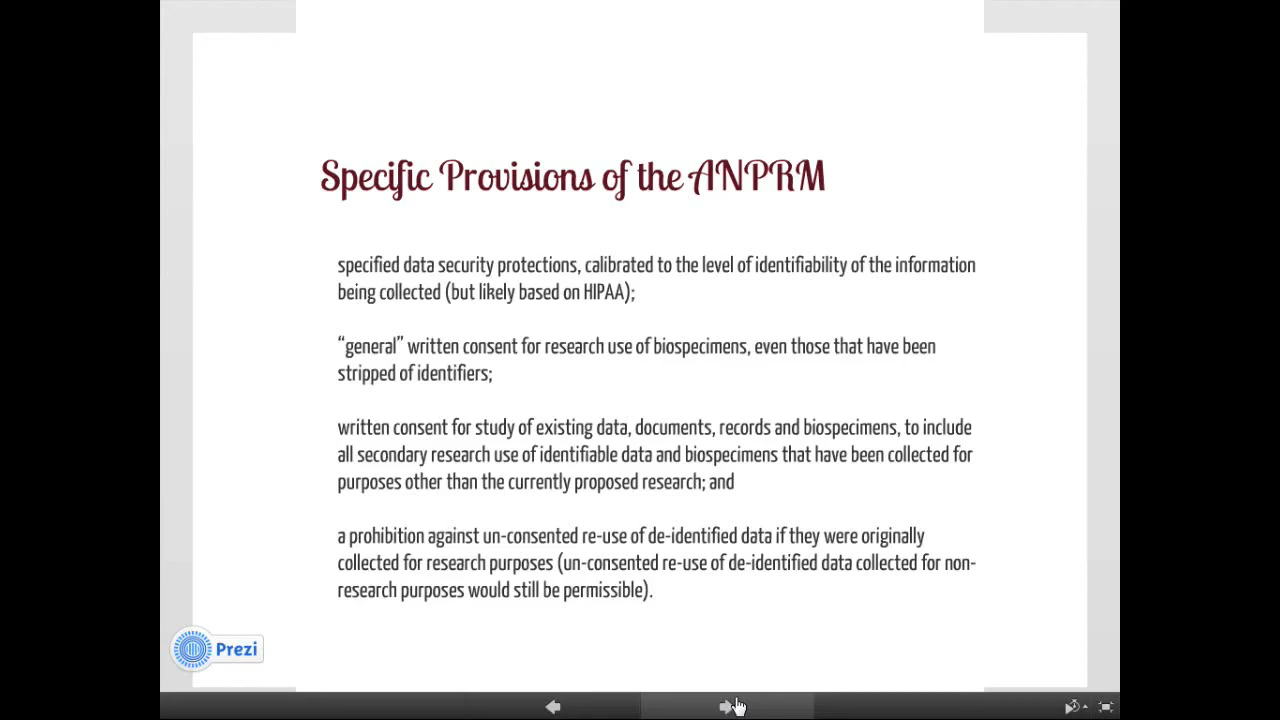 Specific Provisions of the ANPRM
specified data security protections, calibrated to the level of identifiability of the information
being collected (but likely based on HIPAA);
“general” written consent for research use of biospecimens, even those that have been
stripped of identifiers;
written consent for study of existing data, documents, records and biospecimens, to include
all secondary research use of identifiable data and biospecimens that have been collected for
purposes other than the currently proposed research; and
a prohibition against un-consented re-use of de-identified data if they were originally
collected for research purposes (un-consented re-use of de-identified data collected for non-
research purposes would still be permissible).
Prezi